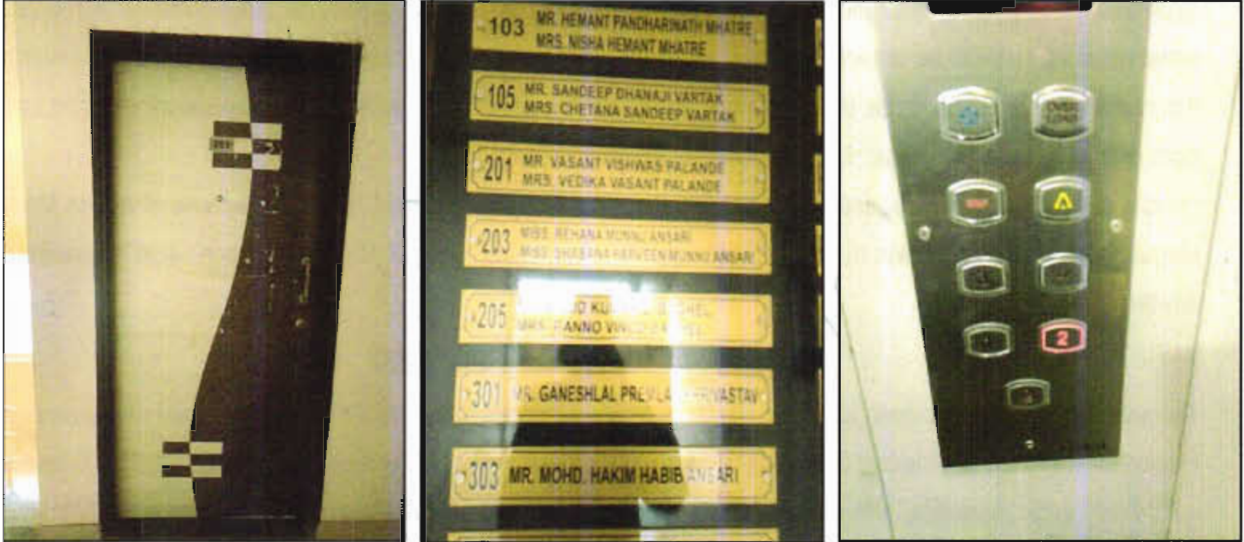 103 MR. HEMANT PANDHARINATH MHATRE
MRS. NISHA HEMANT MHATRE
105 MR. SANDEEP DHANAJI VARTAK
MRS. CHETANA SANDEEP VARTAK
201 MR. VASANT VISHWAS PALANDE
MRS. VEDIKA VASANT PALANDE
203 MISS. REHANA MUNNU ANSARI
MISS. SHABANA PARVEEN MUNNU ANSARI
205
MRS.
301 MR. GANESHLAL
303 MR. MOHD. HAKIM HABIB ANSARI
OVER
LOAD
2